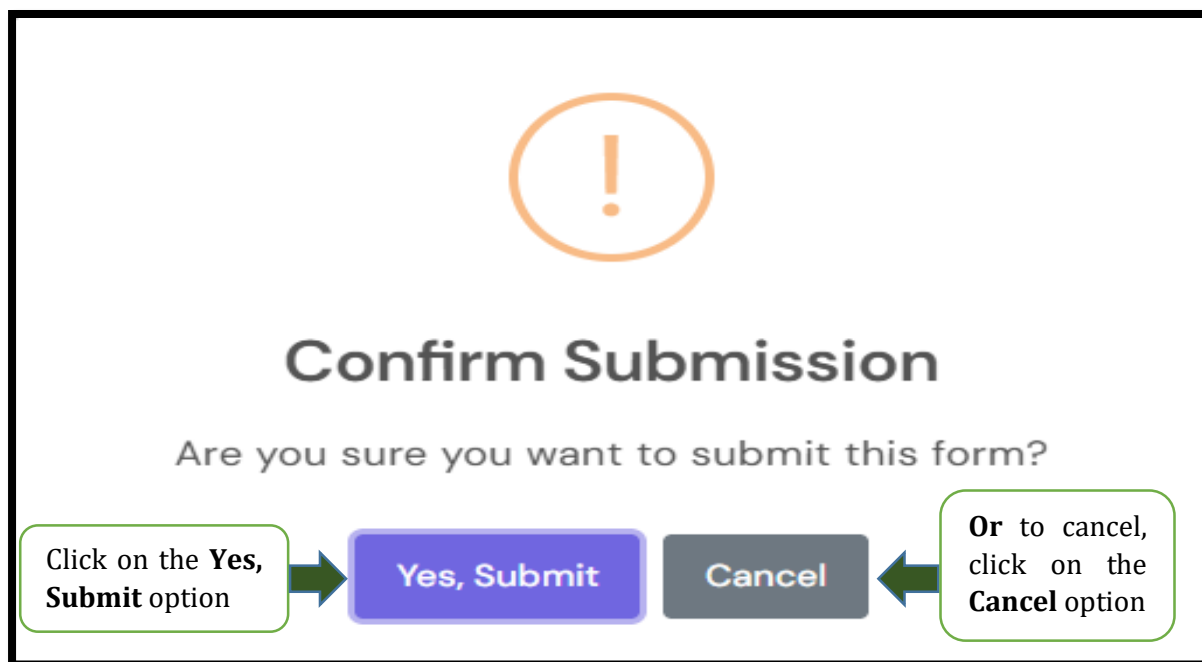 !
Confirm Submission
Are you sure you want to submit this form?
Click on the Yes,
Submit option
Yes, Submit
Cancel
Or to cancel,
click on the
Cancel option